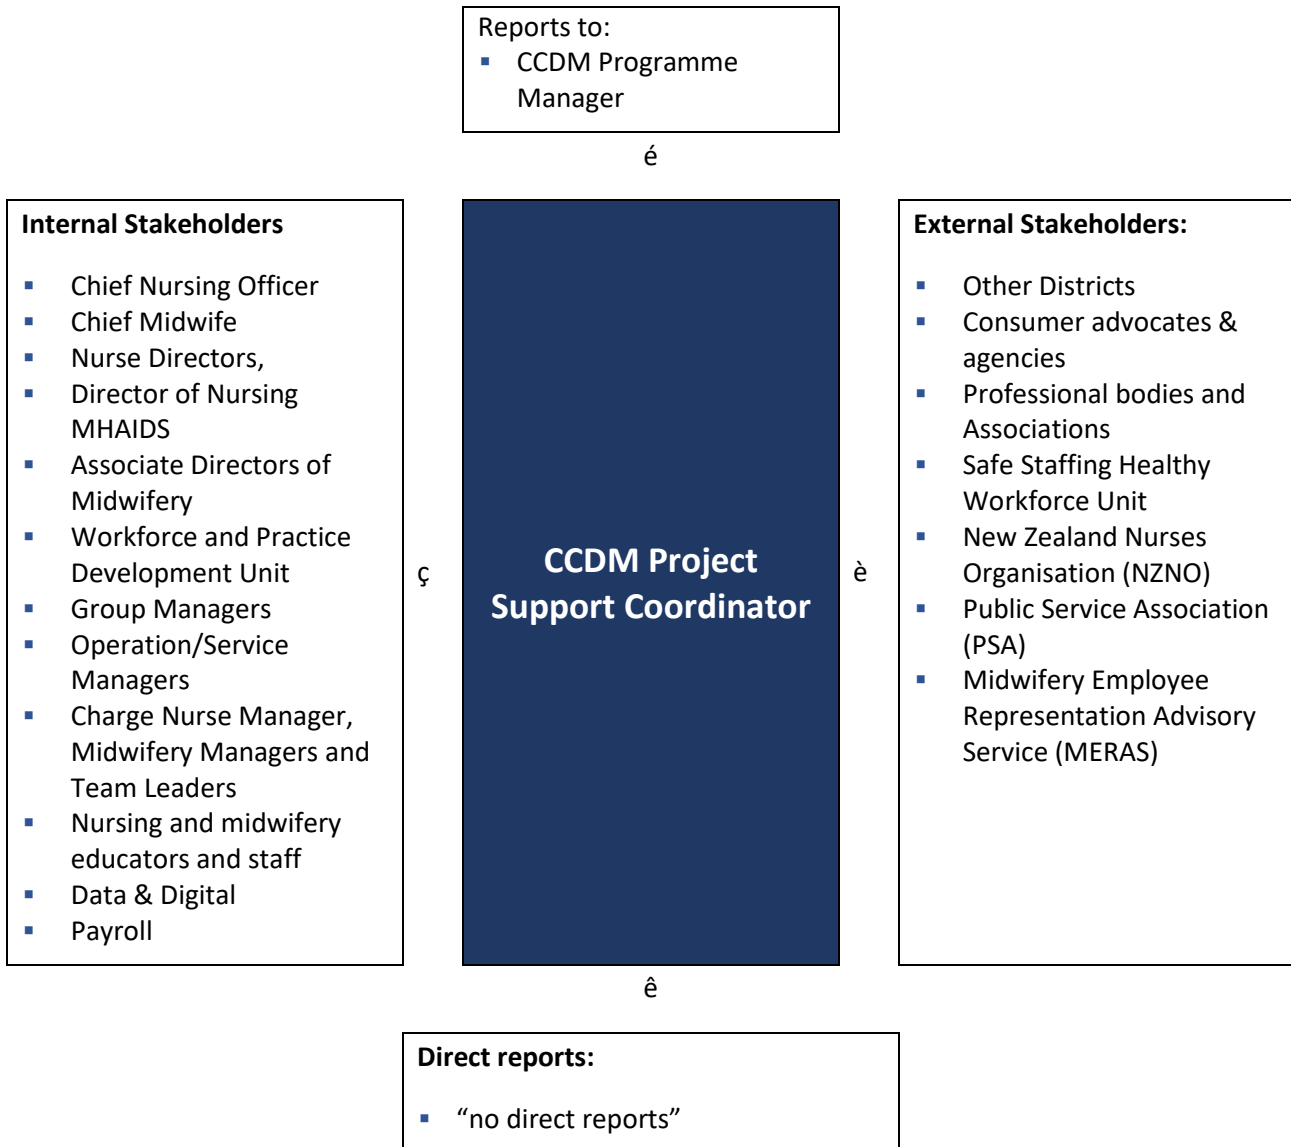 Reports to:
▪ CCDM Programme
Manager
é
Internal Stakeholders
▪ Chief Nursing Officer
▪ Chief Midwife
▪ Nurse Directors,
▪ Director of Nursing
MHAIDS
▪ Associate Directors of
Midwifery
▪ Workforce and Practice
Development Unit
▪ Group Managers
▪ Operation/Service
Managers
▪ Charge Nurse Manager,
Midwifery Managers and
Team Leaders
▪ Nursing and midwifery
educators and staff
▪ Data & Digital
▪ Payroll
ç
CCDM Project
Support Coordinator
è
External Stakeholders:
▪ Other Districts
▪ Consumer advocates &
agencies
▪ Professional bodies and
Associations
▪ Safe Staffing Healthy
Workforce Unit
▪ New Zealand Nurses
Organisation (NZNO)
▪ Public Service Association
(PSA)
▪ Midwifery Employee
Representation Advisory
Service (MERAS)
ê
Direct reports:
▪ “no direct reports”